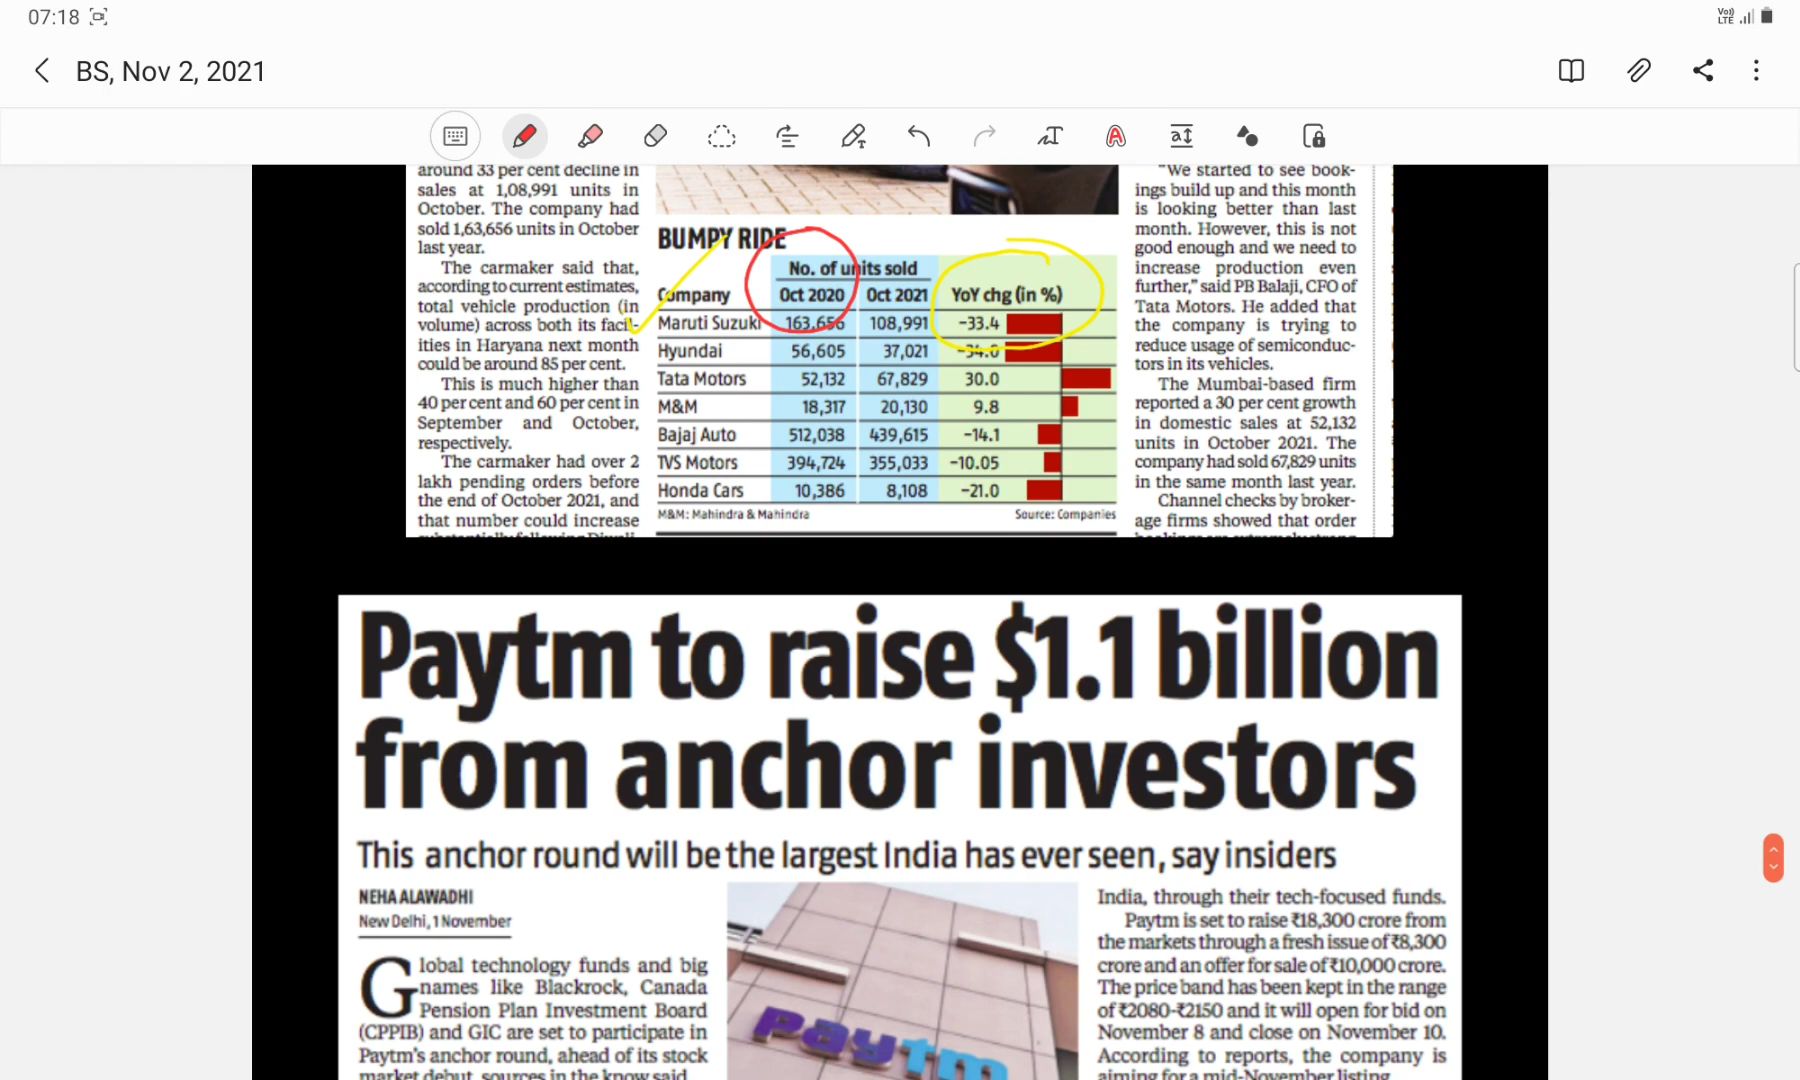 07:18
Vo)) LTE
BS, Nov 2, 2021
A
a
around 33 per cent decline in
sales at 1,08,991 units in
October. The company had
sold 1,63,656 units in October
last year.
The carmaker said that,
according to current estimates,
total vehicle production (in
volume) across both its facil-
ities in Haryana next month
could be around 85 per cent.
This is much higher than
40 per cent and 60 per cent in
September and October,
respectively.
The carmaker had over 2
lakh pending orders before
the end of October 2021, and
that number could increase
BUMPY RIDE
No. of units sold
Company Oct 2020 Oct 2021 YoY chg (in %)
Maruti Suzuki 163,656 108,991 -33.4
Hyundai 56,605 37,021 -34.6
Tata Motors 52,132 67,829 30.0
M&M 18,317 20,130 9.8
Bajaj Auto 512,038 439,615 -14.1
TVS Motors 394,724 355,033 -10.05
Honda Cars 10,386 8,108 -21.0
M&M: Mahindra & Mahindra Source: Companies
"We started to see book-
ings build up and this month
is looking better than last
month. However, this is not
good enough and we need to
increase production even
further," said PB Balaji, CFO of
Tata Motors. He added that
the company is trying to
reduce usage of semiconduc-
tors in its vehicles.
The Mumbai-based firm
reported a 30 per cent growth
in domestic sales at 52,132
units in October 2021. The
company had sold 67,829 units
in the same month last year.
Channel checks by broker-
age firms showed that order
Paytm to raise $1.1 billion
from anchor investors
This anchor round will be the largest India has ever seen, say insiders
NEHA ALAWADHI
New Delhi, 1 November
Global technology funds and big
names like Blackrock, Canada
Pension Plan Investment Board
(CPPIB) and GIC are set to participate in
Paytm's anchor round, ahead of its stock
market debut, sources in the know said.
paytm
India, through their tech-focused funds.
Paytm is set to raise ₹18,300 crore from
the markets through a fresh issue of ₹8,300
crore and an offer for sale of ₹10,000 crore.
The price band has been kept in the range
of ₹2080-₹2150 and it will open for bid on
November 8 and close on November 10.
According to reports, the company is
aiming for a mid-November listing.